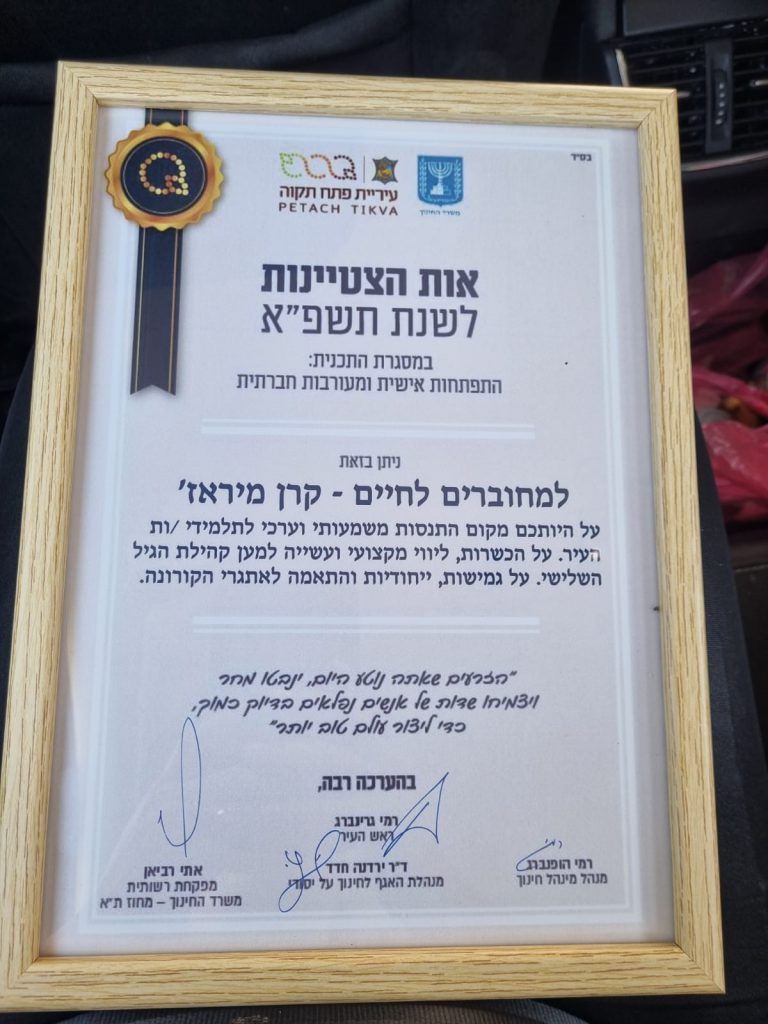 בס״ד
עיריית פתח תקווה
PETACH TIKVA
משרד החינוך
אות הצטיינות
לשנת תשפ״א
במסגרת התכנית:
התפתחות אישית ומעורבות חברתית
ניתן בזאת
למחוברים לחיים - קרן מיראז'
על היותכם מקום התנסות משמעותי וערכי לתלמידי /ות
העיר. על הכשרות, ליווי מקצועי ועשייה למען קהילת הגיל
השלישי. על גמישות, ייחודיות והתאמה לאתגרי הקורונה.
״הזרעים שאתה נוטע היום, ינבטו מחר
ויצמיחו שדות של אנשים נפלאים בדיוק כמוך,
כדי ליצור עולם טוב יותר״
בהערכה רבה,
רמי גרינברג
ראש העיר
רמי הופנברג
מנהל מינהל חינוך
ד״ר ירדנה חדד
מנהלת האגף לחינוך על יסודי
אתי רביאן
מפקחת רשותית
משרד החינוך – מחוז ת״א